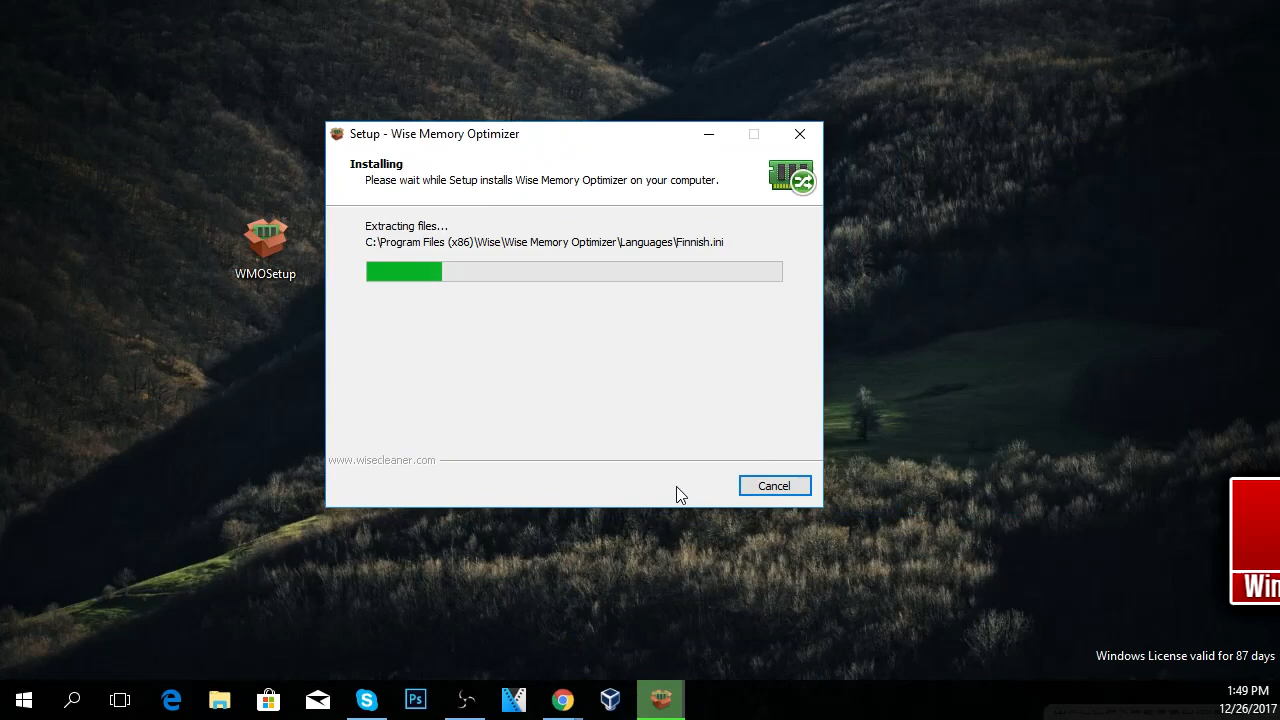 Setup - Wise Memory Optimizer
Installing
Please wait while Setup installs Wise Memory Optimizer on your computer.
Extracting files...
C:\Program Files (x86)\Wise\Wise Memory Optimizer\Languages\Finnish.ini
WMOSetup
www.wisecleaner.com
Cancel
Win
Windows License valid for 87 days
Ps
1:49 PM
12/26/2017